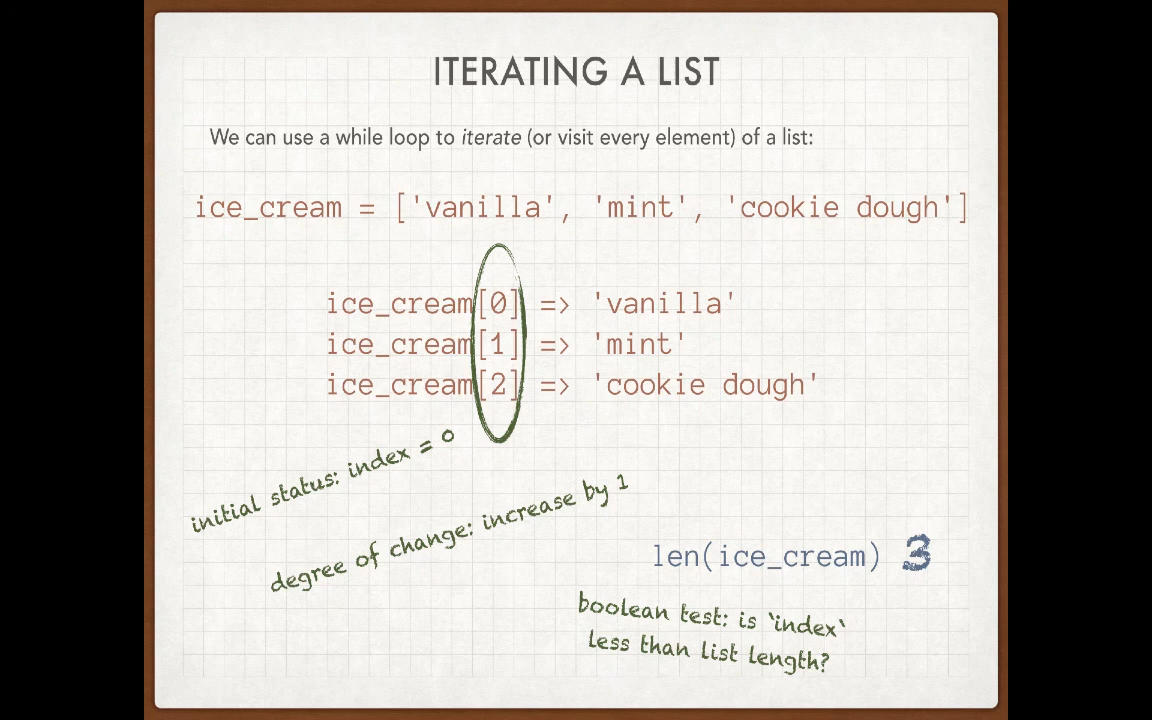 ITERATING A LIST
We can use a while loop to iterate (or visit every element) of a list:
ice_cream = ['vanilla', 'mint', 'cookie dough']
ice_cream[0] => 'vanilla'
ice_cream[1] => 'mint'
ice_cream[2] => 'cookie dough'
initial status: index = 0
degree of change: increase by 1
len(ice_cream) 3
boolean test: is `index`
less than list length?